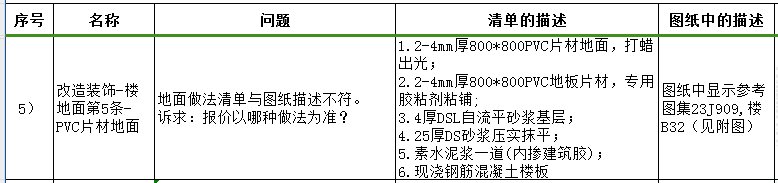 序号 名称 问题 清单的描述 图纸中的描述
5）
改造装饰-楼
地面第5条-
PVC片材地面
地面做法清单与图纸描述不符。
诉求：报价以哪种做法为准？
1.2-4mm厚800*800PVC片材地面，打蜡
出光；
2.2-4mm厚800*800PVC地板片材，专用
胶粘剂粘铺；
3.4厚DSL自流平砂浆基层；
4.25厚DS砂浆压实抹平；
5.素水泥浆一道(内掺建筑胶)；
6.现浇钢筋混凝土楼板
图纸中显示参考
图集23J909,楼
B32（见附图）